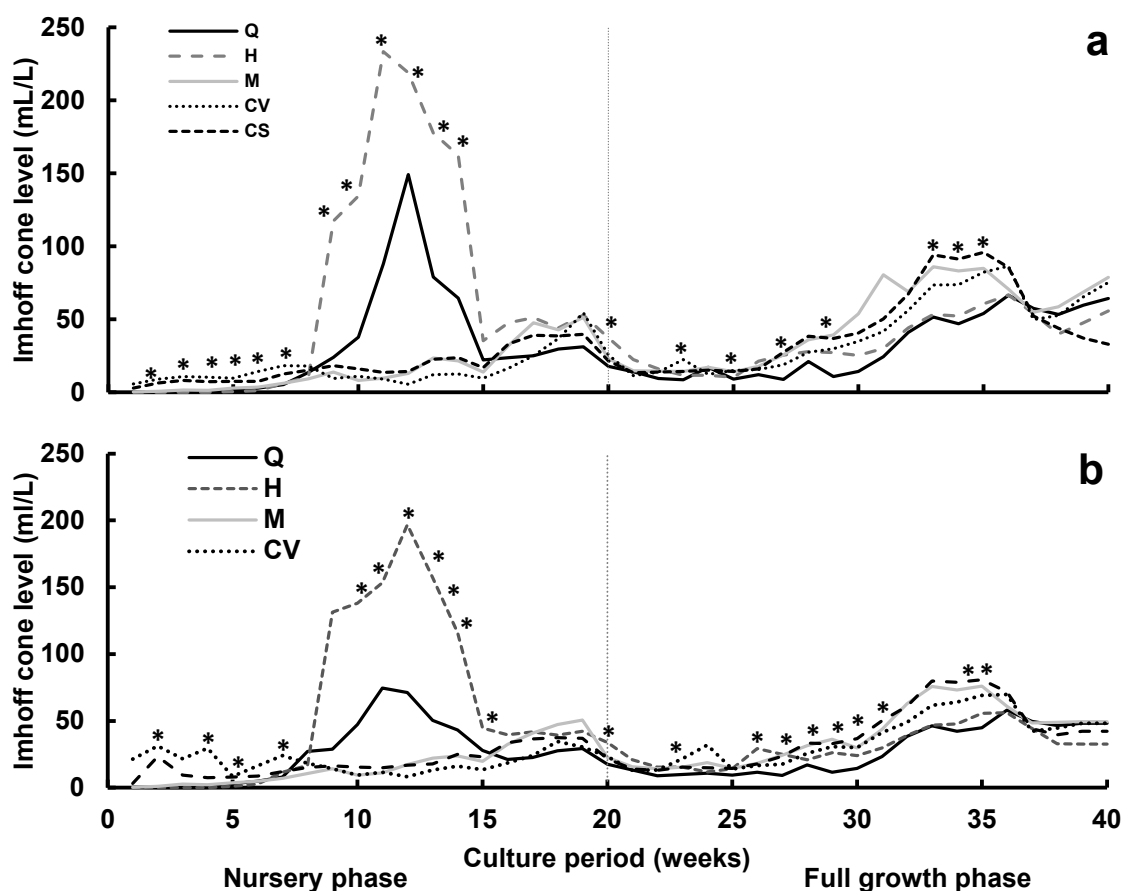 a
Imhoff cone level (mL/L)
250
200
150
100
50
0
Q
H
M
CV
CS
* * * * * * * * * * * * * * * * * * * * *
b
Imhoff cone level (ml/L)
250
200
150
100
50
0
Q
H
M
CV
* * * * * * * * * * * * * * * * * * * * * *
0 5 10 15 20 25 30 35 40
Culture period (weeks)
Nursery phase Full growth phase